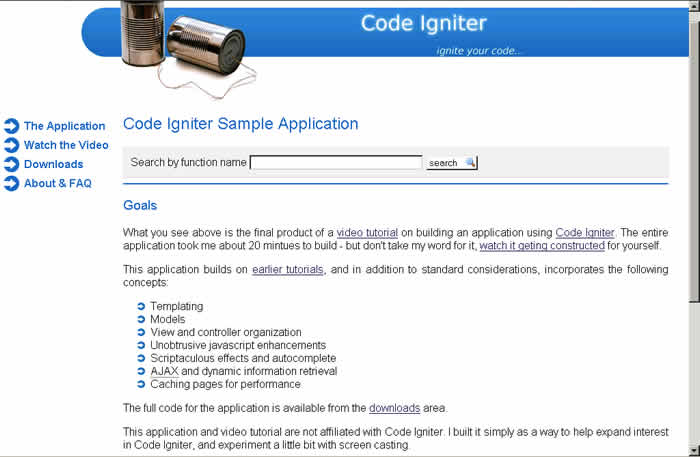 Code Igniter
ignite your code...
The Application
Watch the Video
Downloads
About & FAQ
Code Igniter Sample Application
Search by function name
search
Goals
What you see above is the final product of a video tutorial on building an application using Code Igniter. The entire
application took me about 20 mintues to build - but don't take my word for it, watch it geting constructed for yourself.
This application builds on earlier tutorials, and in addition to standard considerations, incorporates the following
concepts:
Templating
Models
View and controller organization
Unobtrusive javascript enhancements
Scriptaculous effects and autocomplete
AJAX and dynamic information retrieval
Caching pages for performance
The full code for the application is available from the downloads area.
This application and video tutorial are not affiliated with Code Igniter. I built it simply as a way to help expand interest
in Code Igniter, and experiment a little bit with screen casting.